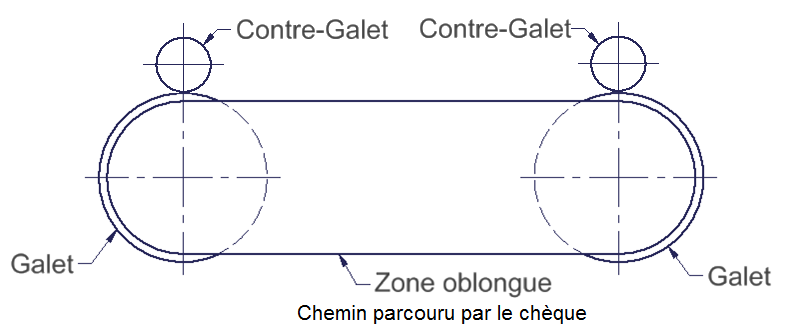 Contre-Galet
Contre-Galet
Galet
Galet
Zone oblongue
Chemin parcouru par le chèque